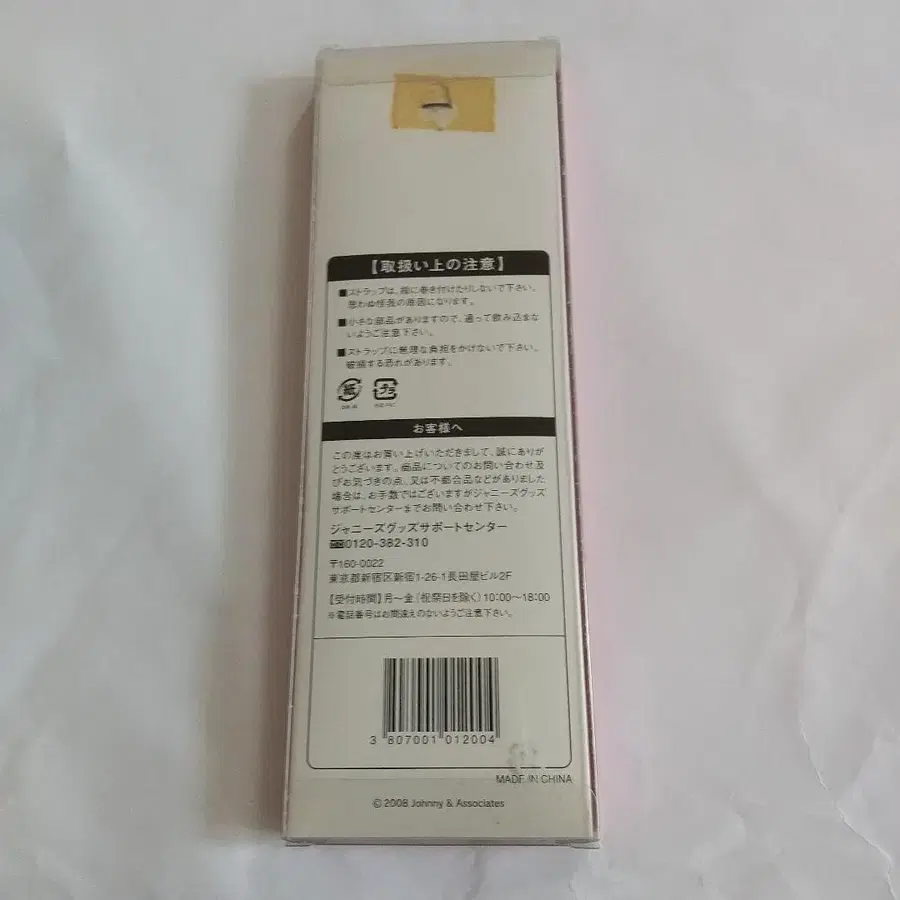 【取扱い上の注意】
■ストラップは、指に巻き付けたりしないで下さい。
思わぬ怪我の原因になります。
■小さな部品がありますので、誤って飲み込まな
いようご注意下さい。
■ストラップに無理な負担をかけないで下さい。
破損する恐れがあります。
紙 プラ
お客様へ
この度はお買い上げいただきまして、誠にありが
とうございます。商品についてのお問い合わせ及
びお気づきの点、又は不都合品などがありました
場合は、お手数ではございますがジャニーズグッズ
サポートセンターまでお問い合わせ下さい。
ジャニーズグッズサポートセンター
0120-382-310
〒160-0022
東京都新宿区新宿1-26-1長田屋ビル2F
【受付時間】月〜金(祝祭日を除く)10:00〜18:00
※電話番号はお間違えのないようご注意下さい。
3 807001 012004
MADE IN CHINA
© 2008 Johnny & Associates